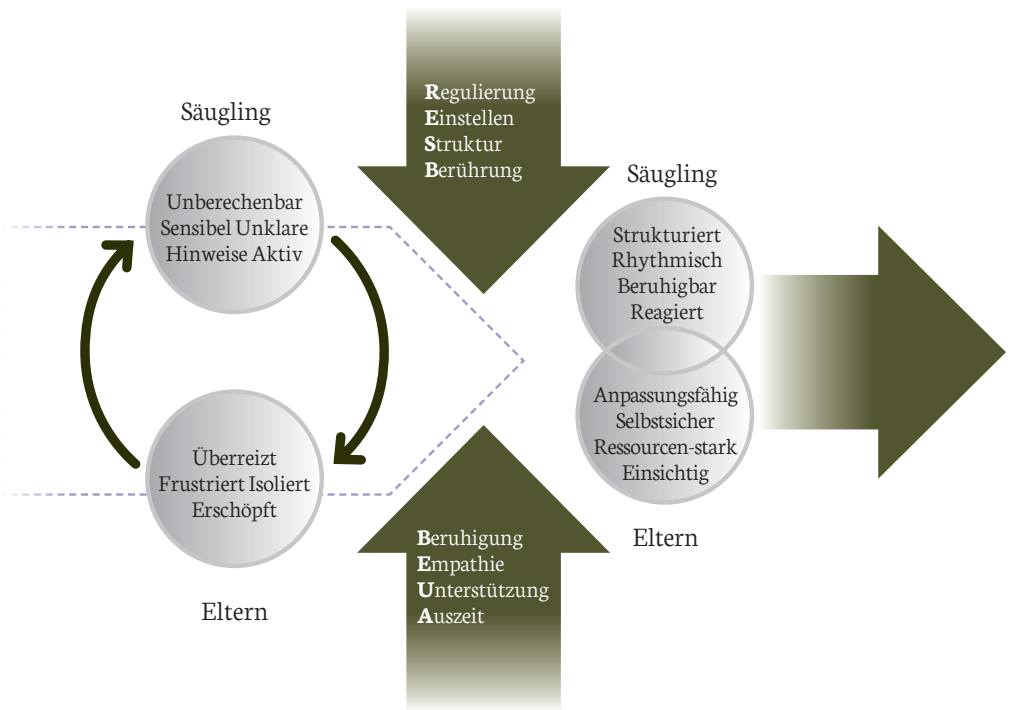 Säugling
Unberechenbar
Sensibel Unklare
Hinweise Aktiv
Überreizt
Frustriert Isoliert
Erschöpft
Eltern
Regulierung
Einstellen
Struktur
Berührung
Beruhigung
Empathie
Unterstützung
Auszeit
Säugling
Strukturiert
Rhythmisch
Beruhigbar
Reagiert
Anpassungsfähig
Selbstsicher
Ressourcen-stark
Einsichtig
Eltern